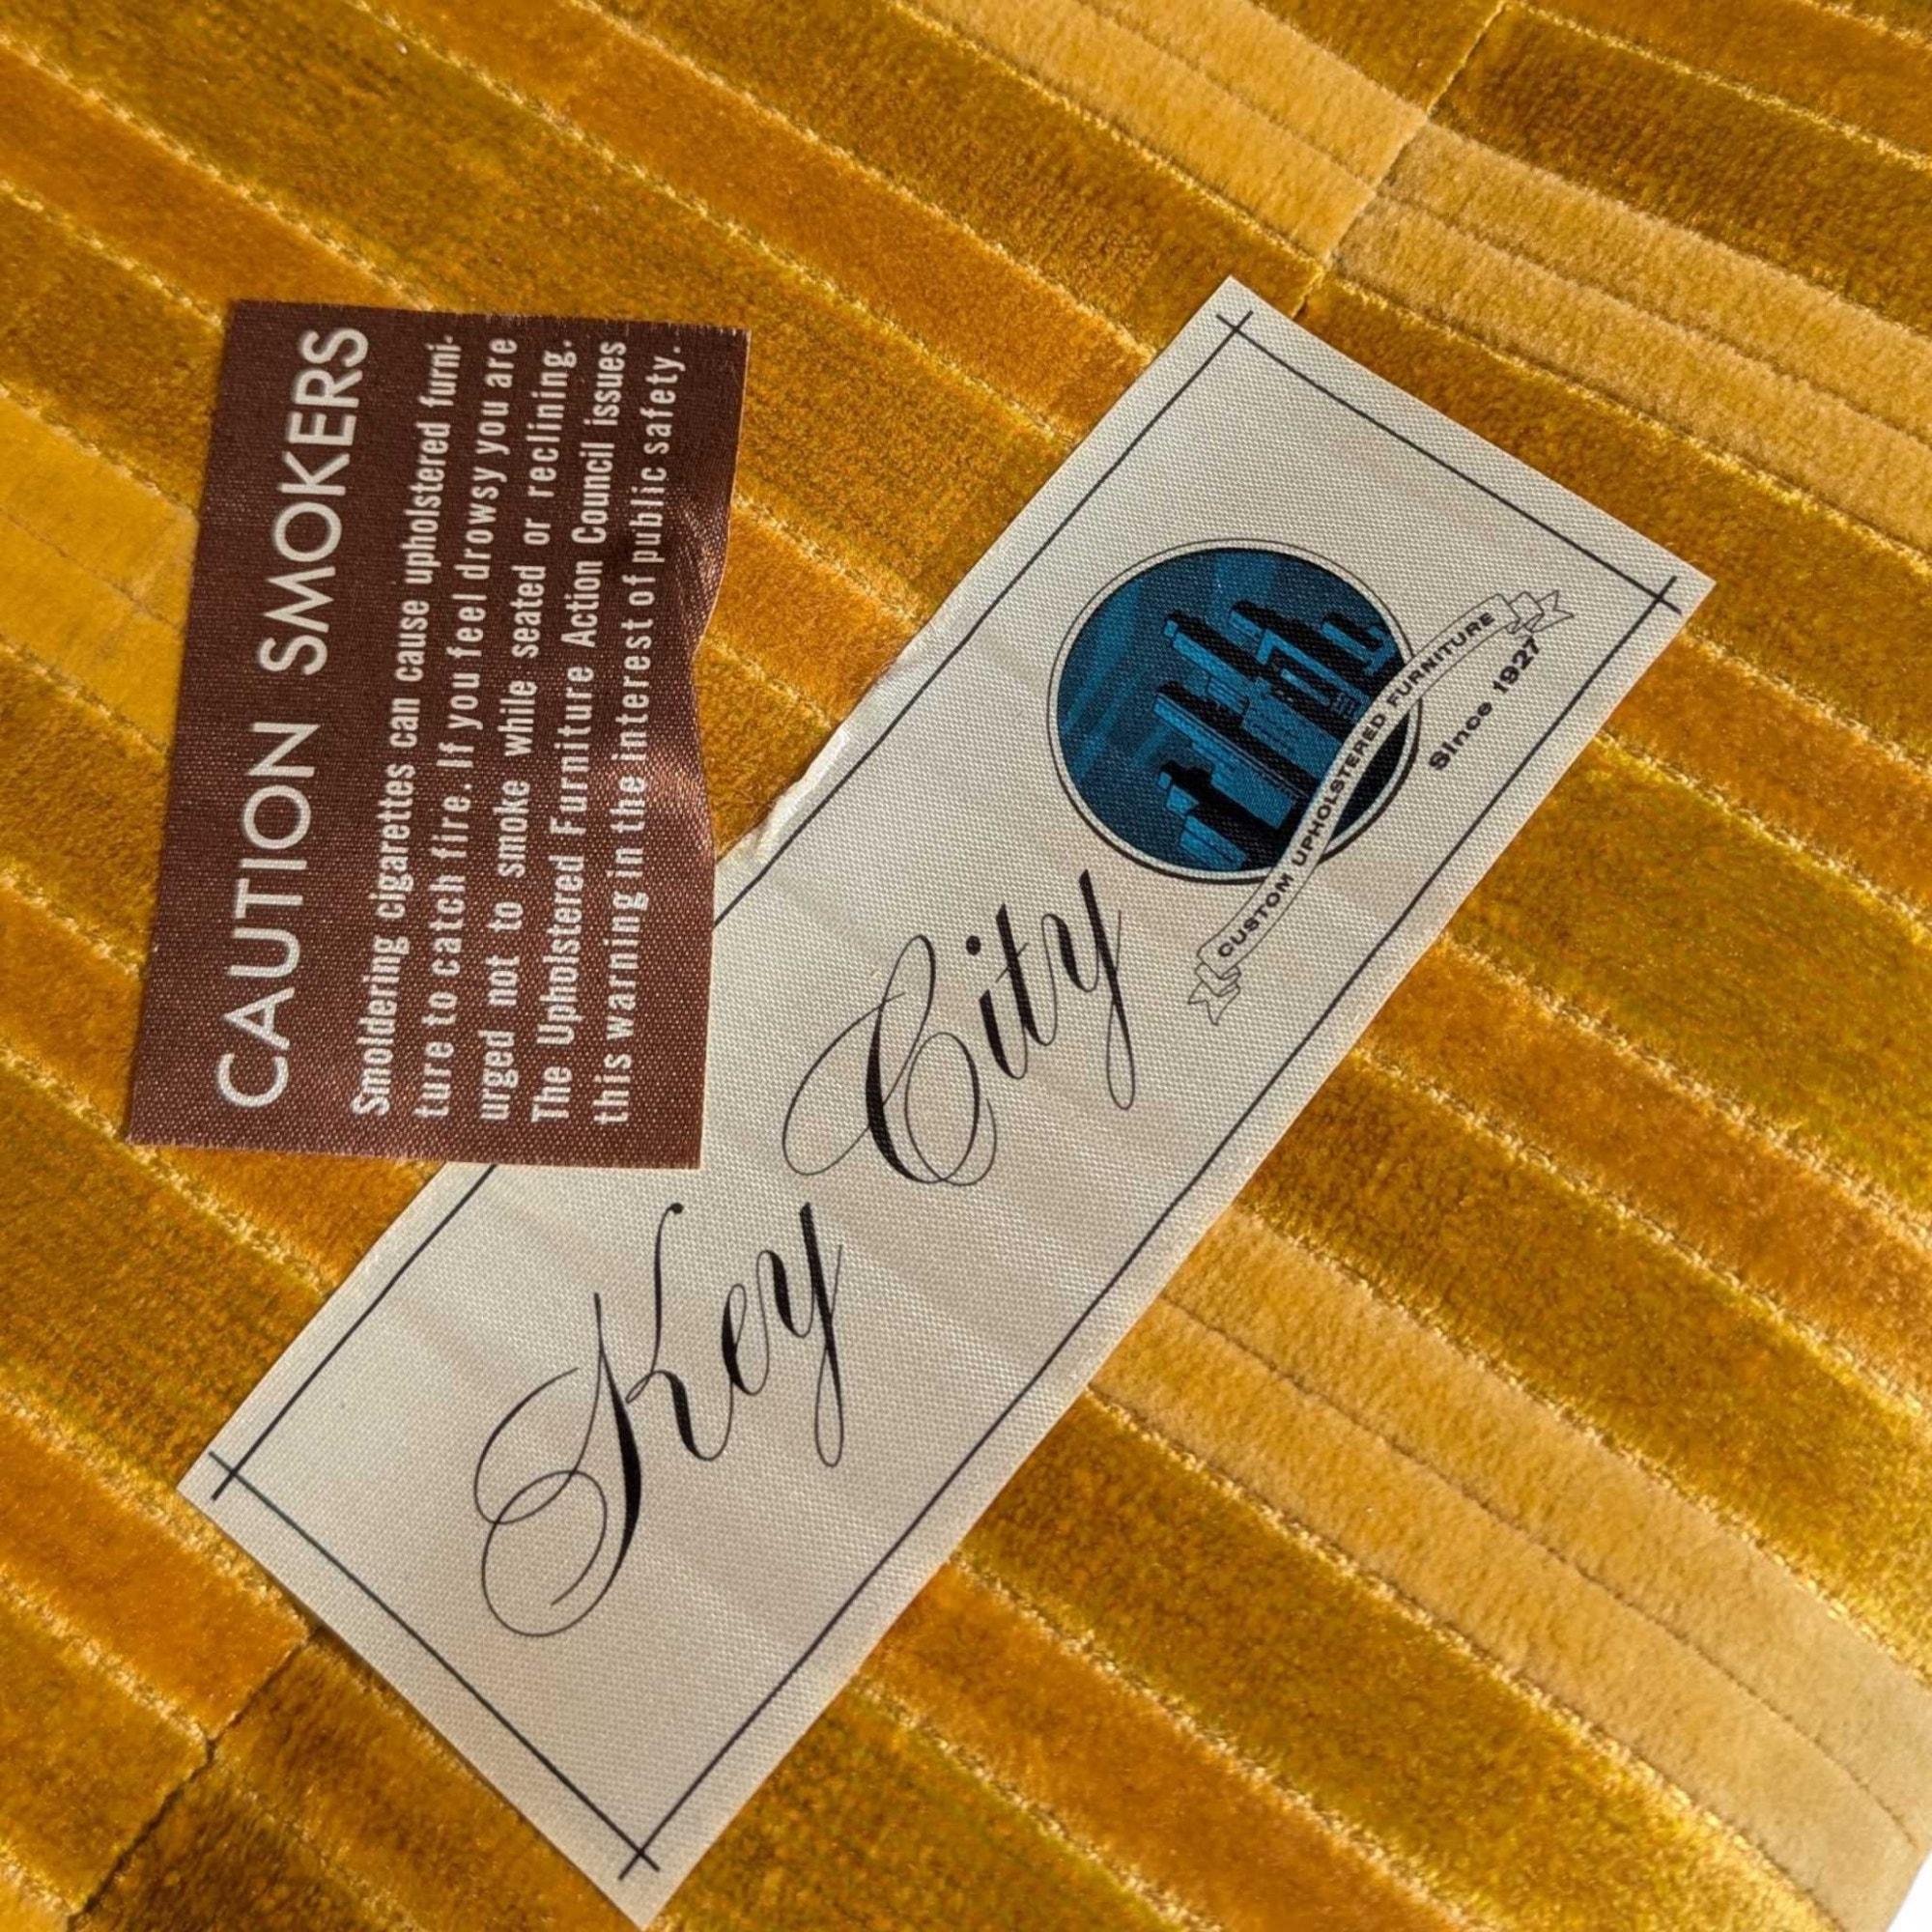 CAUTION SMOKERS
Smoldering cigarettes can cause upholstered furni-
ture to catch fire. If you feel drowsy you are
urged not to smoke while seated or reclining.
The Upholstered Furniture Action Council issues
this warning in the interest of public safety.
Key City
CUSTOM UPHOLSTERED FURNITURE
Since 1927